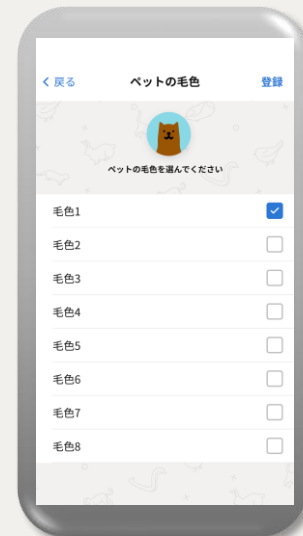 戻る
ペットの毛色
登録
ペットの毛色を選んでください
毛色1
毛色2
毛色3
毛色4
毛色5
毛色6
毛色7
毛色8